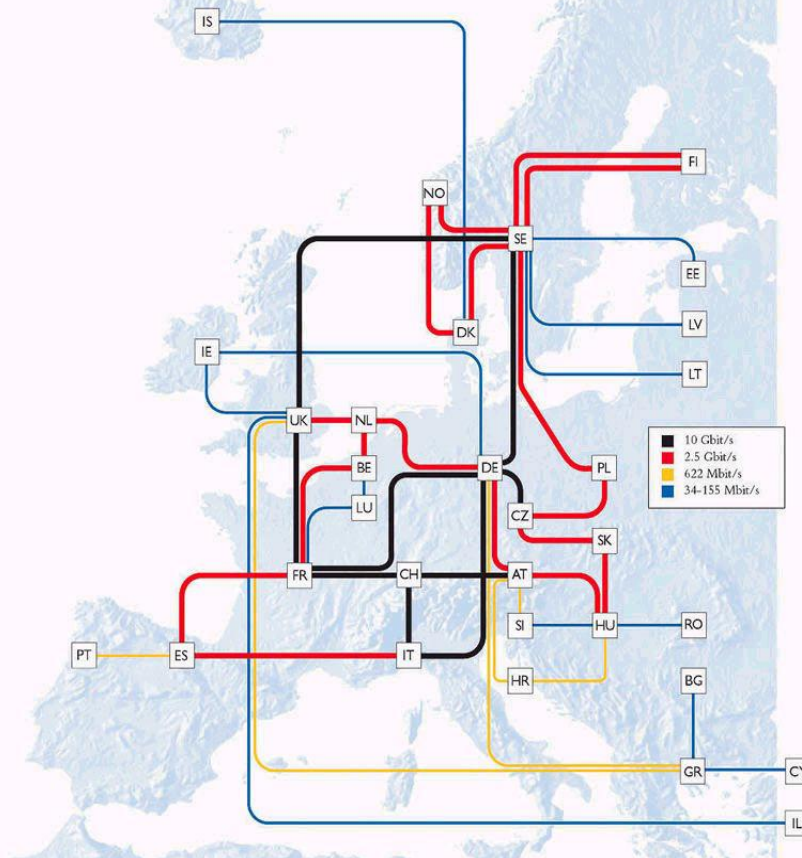 IS
FI
NO
SE
EE
DK
LV
IE
LT
UK
NL
10 Gbit/s
2.5 Gbit/s
622 Mbit/s
34-155 Mbit/s
BE
DE
PL
LU
CZ
SK
FR
CH
AT
SI
HU
RO
PT
ES
IT
HR
BG
GR
CY
IL